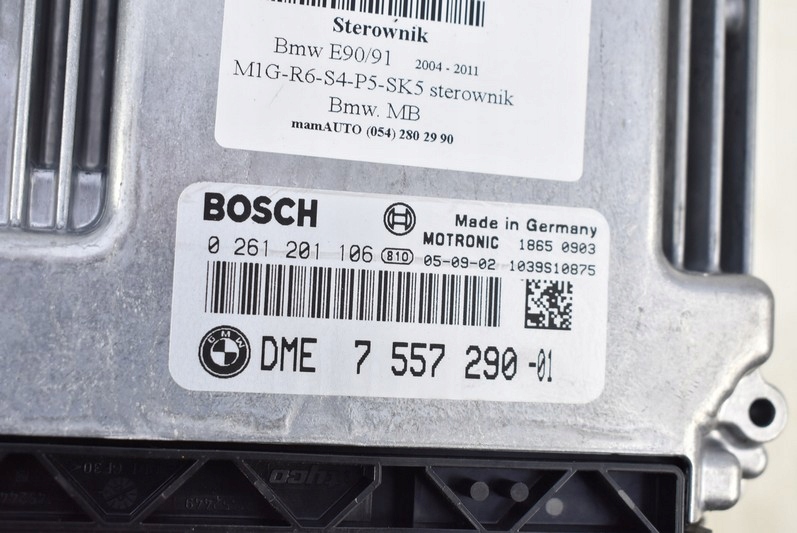 Sterownik
Bmw E90/91 2004 - 2011
M1G-R6-S4-P5-SK5 sterownik
Bmw. MB
mamAUTO (054) 280 29 90
BOSCH
Made in Germany
MOTRONIC 1865 0903
0 261 201 106 810 05-09-02 1039S10875
BMW DME 7 557 290 -01
tyco